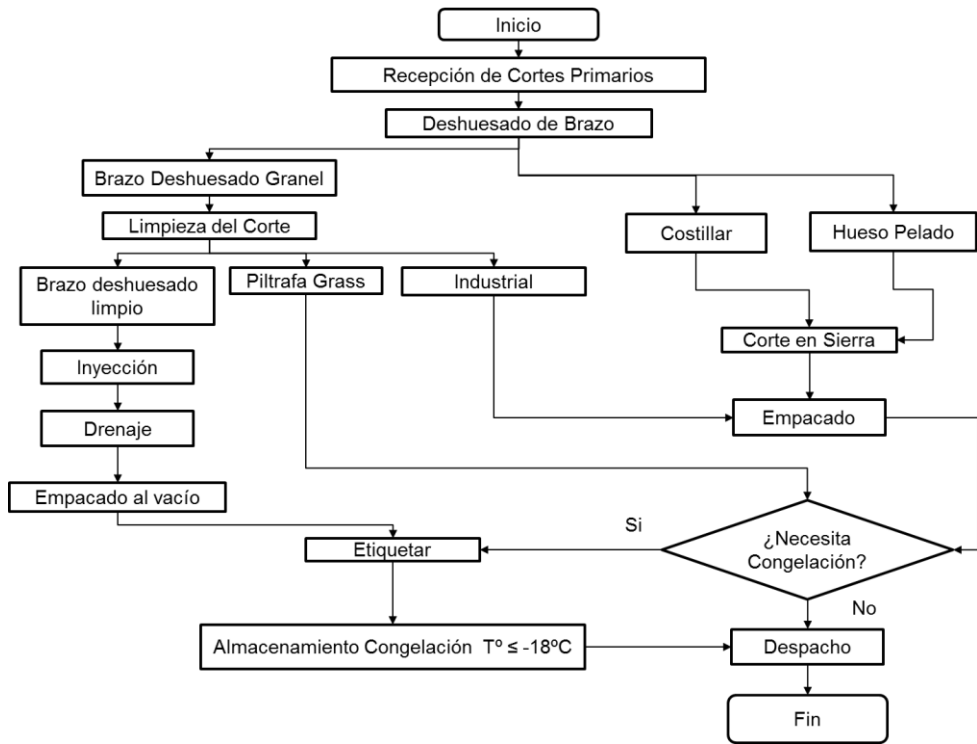 Inicio
Recepción de Cortes Primarios
Deshuesado de Brazo
Brazo Deshuesado Granel
Limpieza del Corte
Costillar
Hueso Pelado
Brazo deshuesado
limpio
Piltrafa Grass
Industrial
Corte en Sierra
Inyección
Empacado
Drenaje
Empacado al vacío
Si
¿Necesita
Congelación?
Etiquetar
No
Almacenamiento Congelación Tº ≤ -18ºC
Despacho
Fin